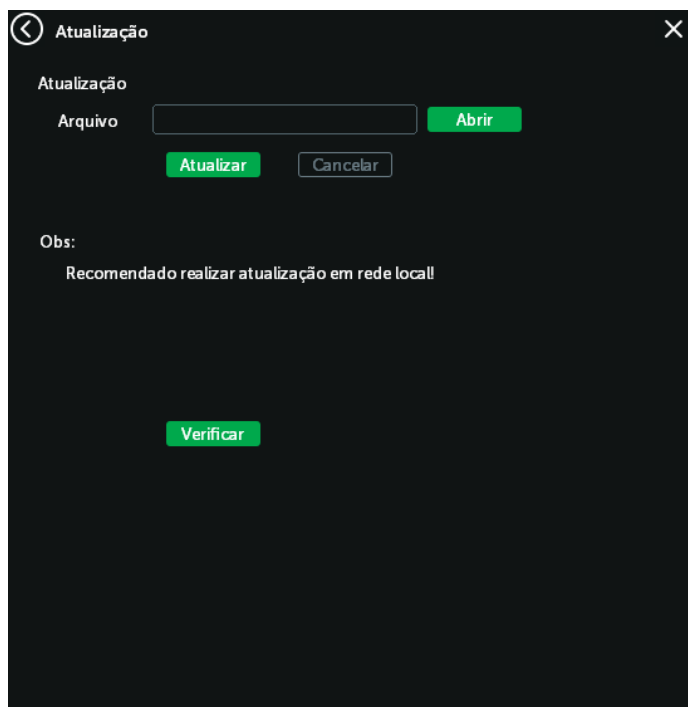 Atualização
Atualização
Arquivo Abrir
Atualizar Cancelar
Obs:
Recomendado realizar atualização em rede local!
Verificar